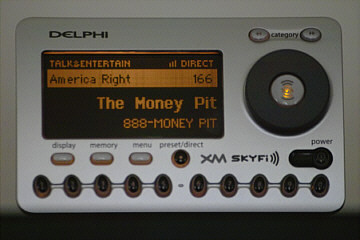 DELPHI
category
TALK&ENTERTAIN DIRECT
America Right 166
The Money Pit
888-MONEY PIT
display memory menu preset/direct
XM SKYFi
power